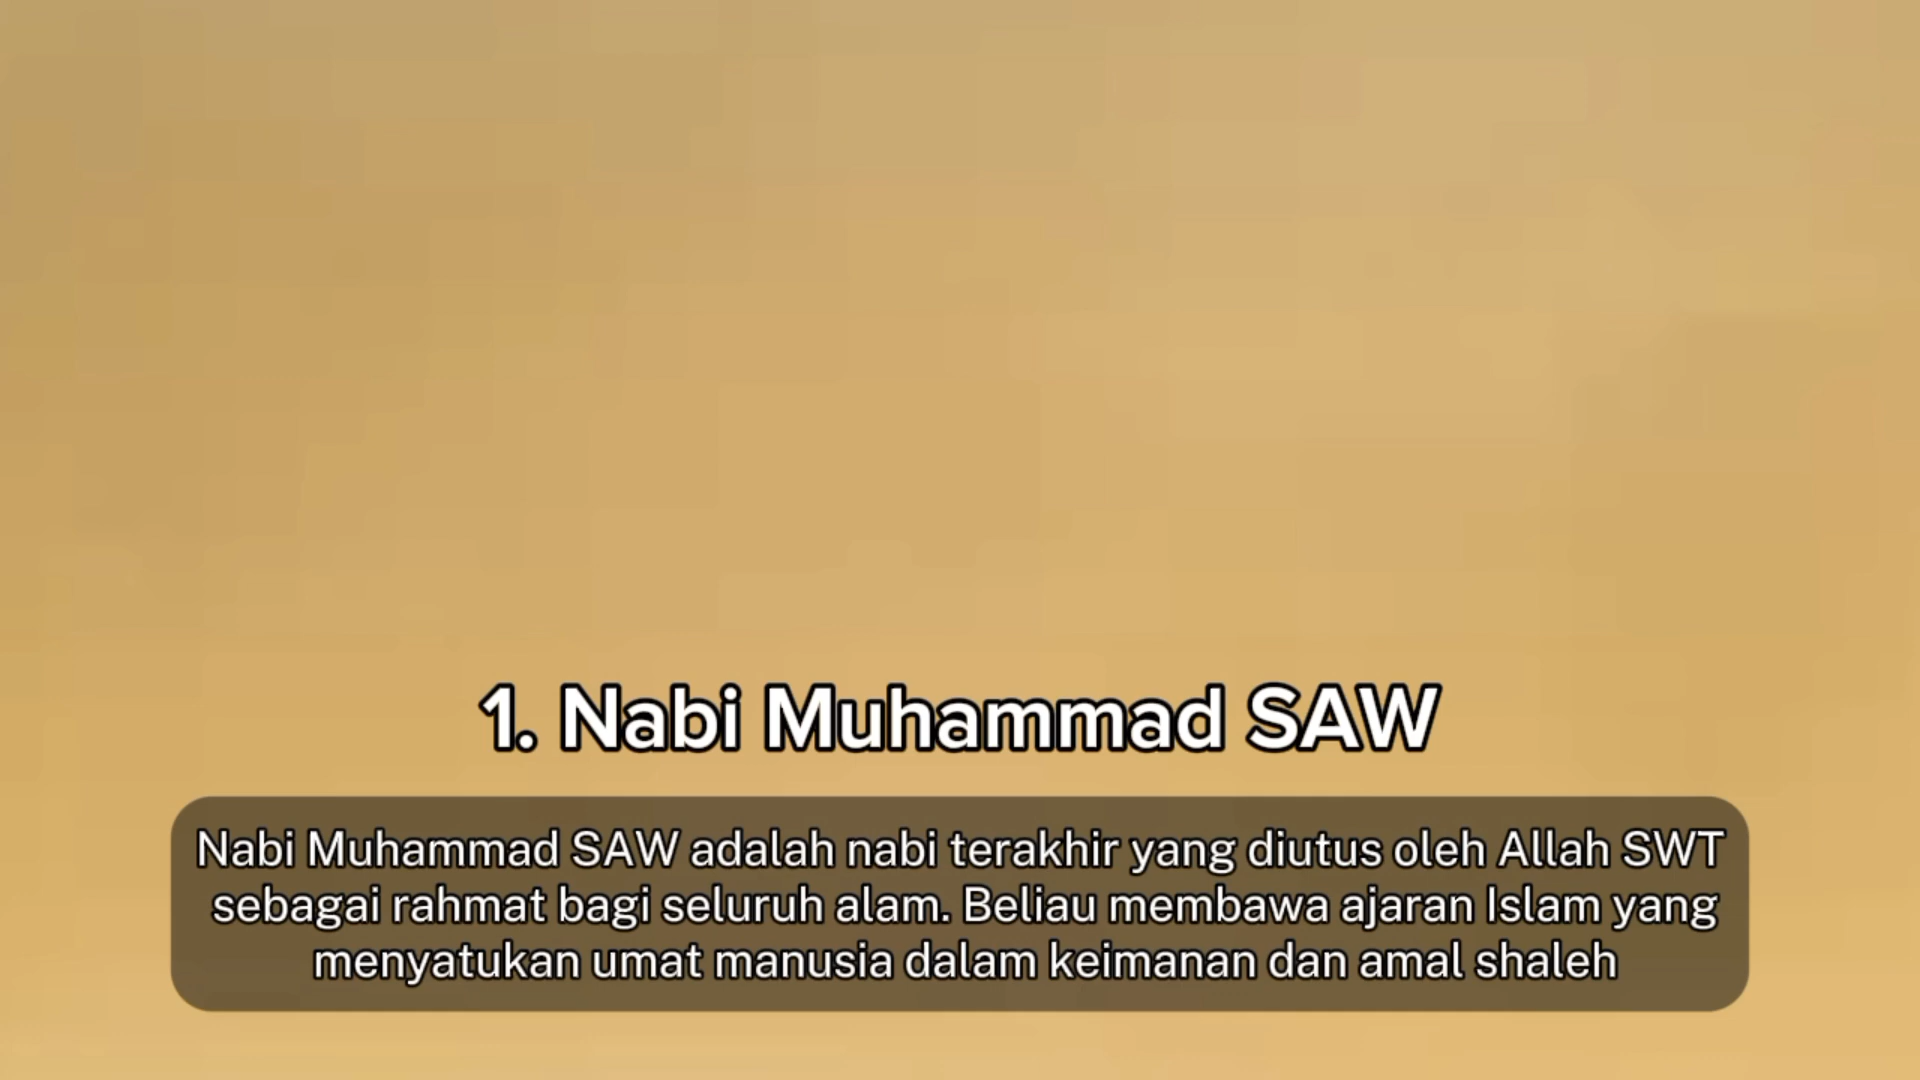 1. Nabi Muhammad SAW
Nabi Muhammad SAW adalah nabi terakhir yang diutus oleh Allah SWT
sebagai rahmat bagi seluruh alam. Beliau membawa ajaran Islam yang
menyatukan umat manusia dalam keimanan dan amal shaleh